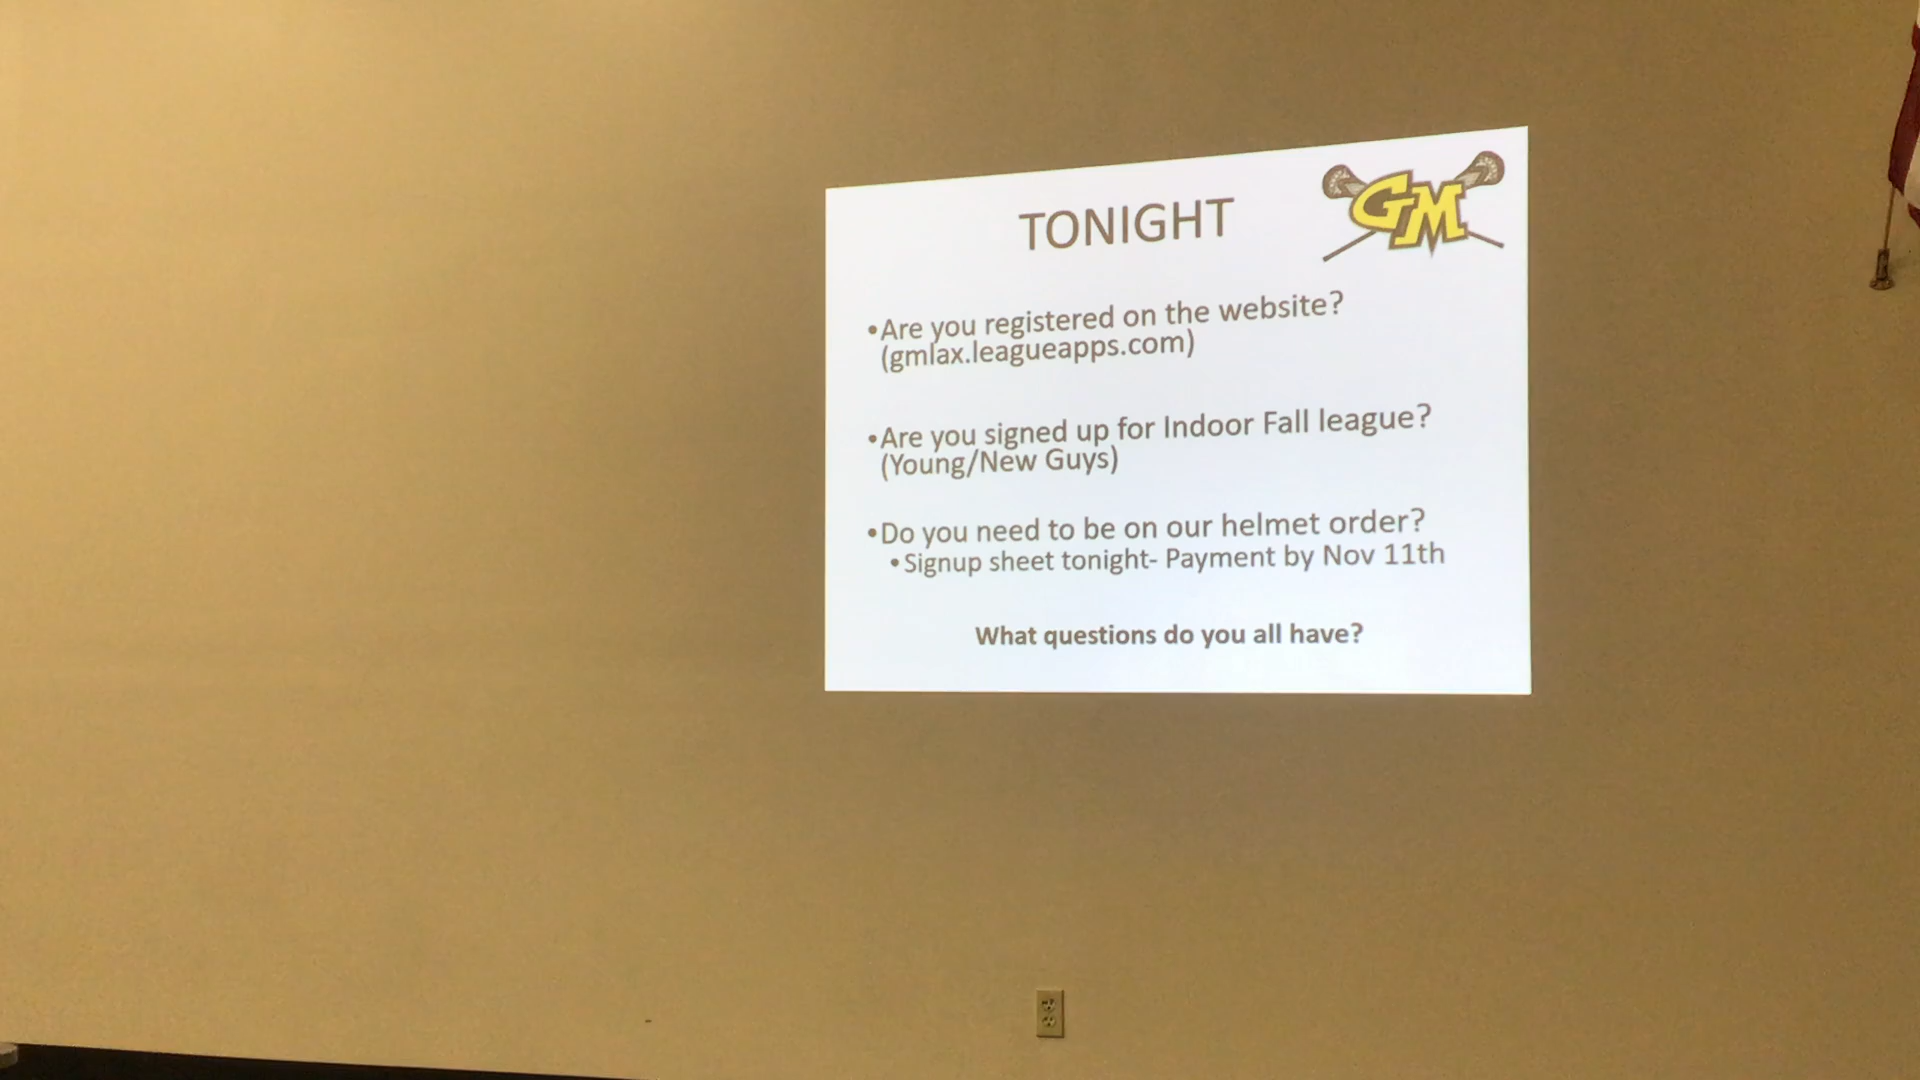 TONIGHT
GM
•Are you registered on the website?
(gmlax.leagueapps.com)
•Are you signed up for Indoor Fall league?
(Young/New Guys)
•Do you need to be on our helmet order?
•Signup sheet tonight- Payment by Nov 11th
What questions do you all have?